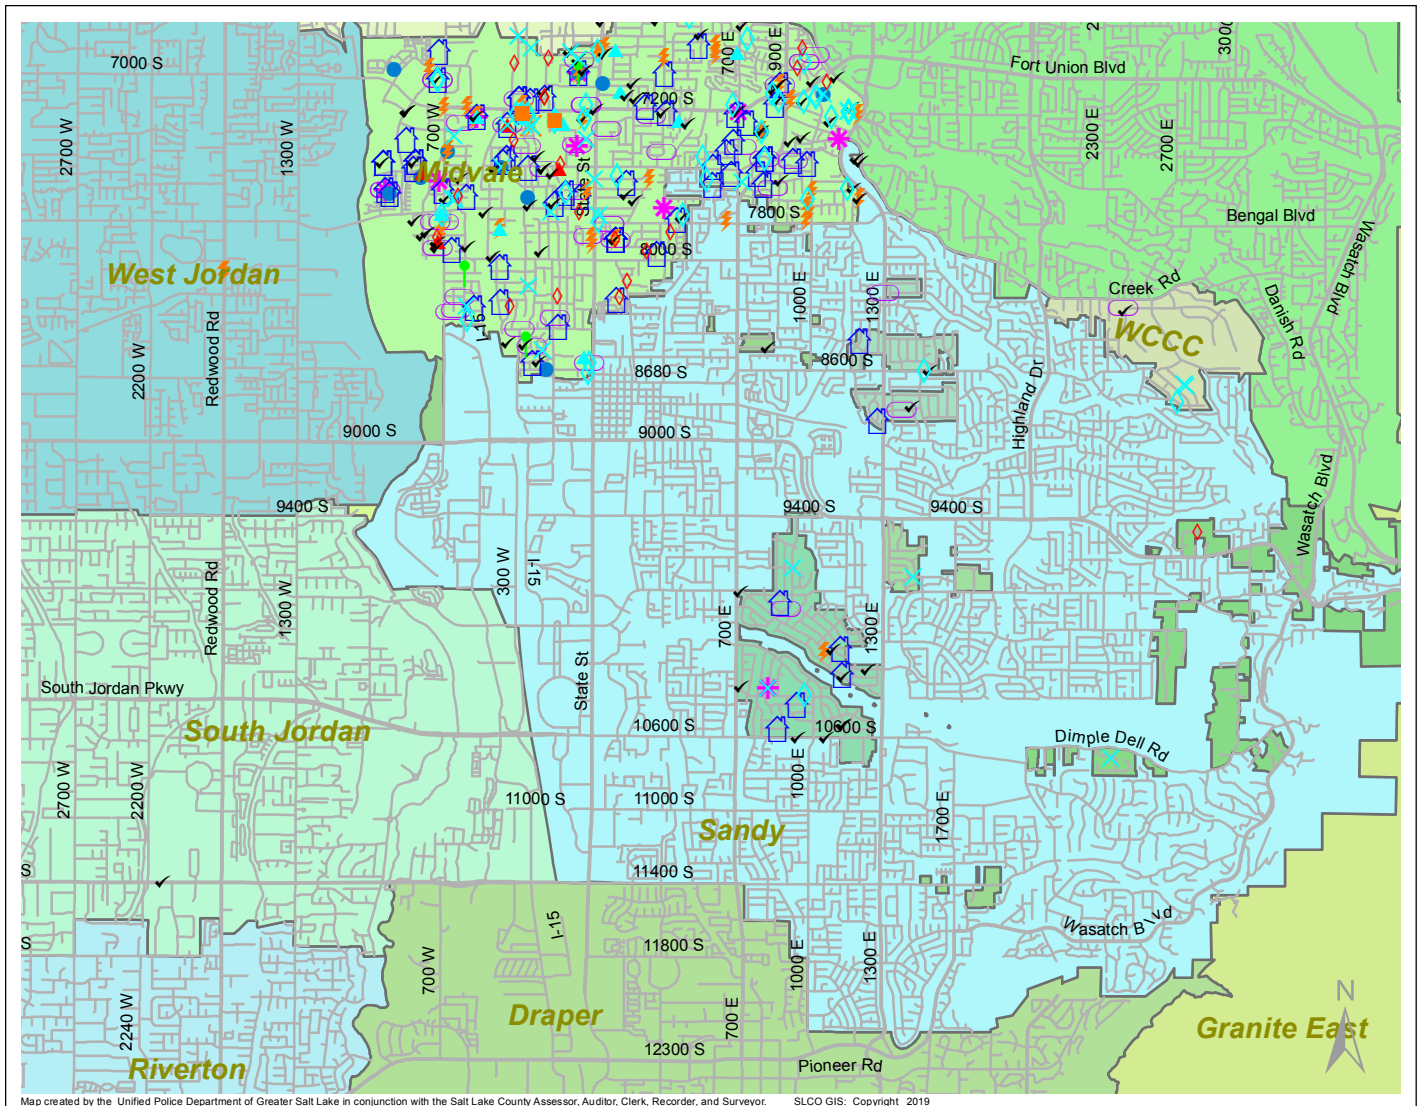 7000 S
2700 W
1300 W
700 W
7200 S
700 E
900 E
Fort Union Blvd
2300 E
2700 E
Midvale
State St
7800 S
Bengal Blvd
Wasatch Blvd
8000 S
West Jordan
Redwood Rd
2200 W
I-15
1000 E
1300 E
Creek Rd
Danish Rd
WCCC
8680 S
8600 S
Highland Dr
9000 S
9000 S
9400 S
9400 S
9400 S
Wasatch Blvd
Redwood Rd
1300 W
300 W
I-15
700 E
1300 E
South Jordan Pkwy
South Jordan
State St
10600 S
10600 S
Dimple Dell Rd
2700 W
2200 W
11000 S
11000 S
1000 E
1700 E
Sandy
11400 S
S
S
I-15
700 W
11800 S
1000 E
1300 E
Wasatch Blvd
2240 W
Draper
700 E
Granite East
N
12300 S
Pioneer Rd
Riverton
Map created by the Unified Police Department of Greater Salt Lake in conjunction with the Salt Lake County Assessor, Auditor, Clerk, Recorder, and Surveyor. SLCO GIS: Copyright 2019